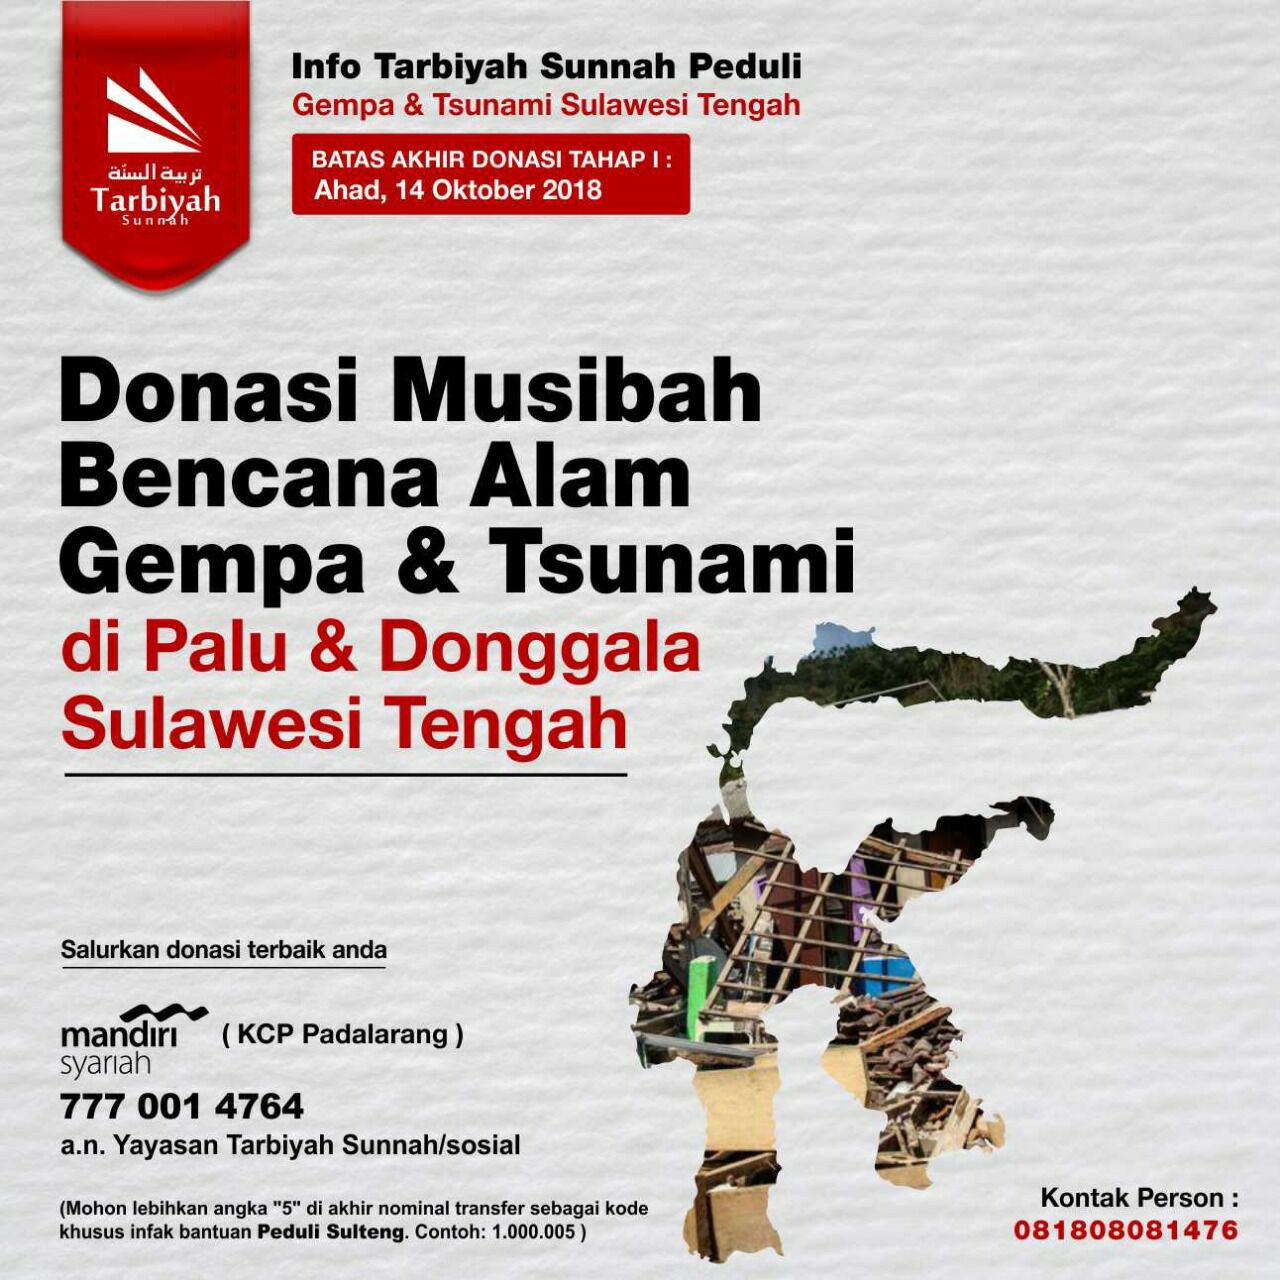 تربية السنّة
Tarbiyah
Sunnah
Info Tarbiyah Sunnah Peduli
Gempa & Tsunami Sulawesi Tengah
BATAS AKHIR DONASI TAHAP I :
Ahad, 14 Oktober 2018
Donasi Musibah
Bencana Alam
Gempa & Tsunami
di Palu & Donggala
Sulawesi Tengah
Salurkan donasi terbaik anda
mandiri
syariah
( KCP Padalarang )
777 001 4764
a.n. Yayasan Tarbiyah Sunnah/sosial
(Mohon lebihkan angka "5" di akhir nominal transfer sebagai kode
khusus infak bantuan Peduli Sulteng. Contoh: 1.000.005 )
Kontak Person :
081808081476